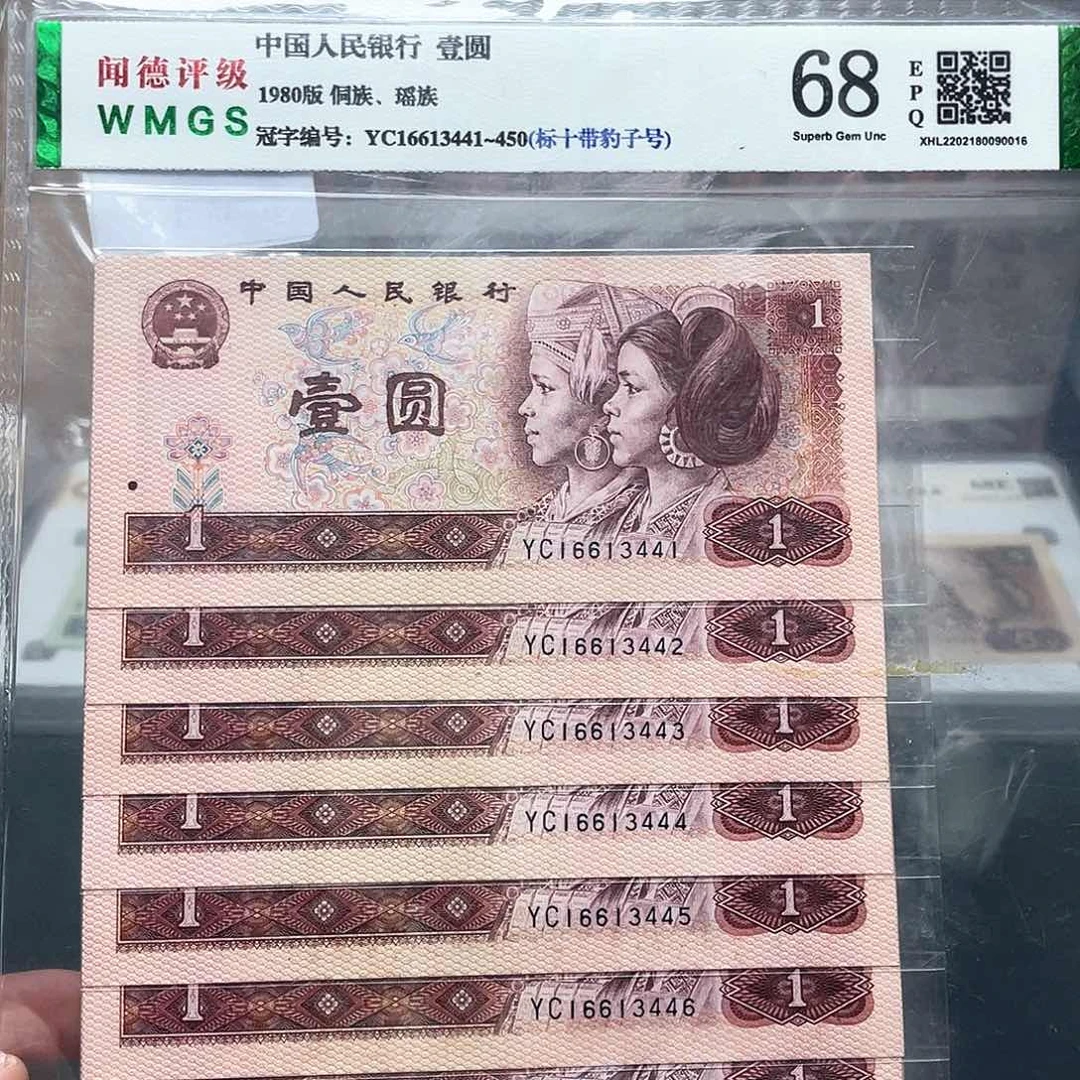 闻德评级
WMGS
中国人民银行 壹圆
1980版 侗族、瑶族
冠字编号：YC16613441~450(标十带豹子号)
68
Superb Gem Unc
EPQ
XHL2202180090016
中国人民银行
1
壹圆
1
YC16613441
1
1
YC16613442
1
1
YC16613443
1
1
YC16613444
1
1
YC16613445
1
1
YC16613446
1